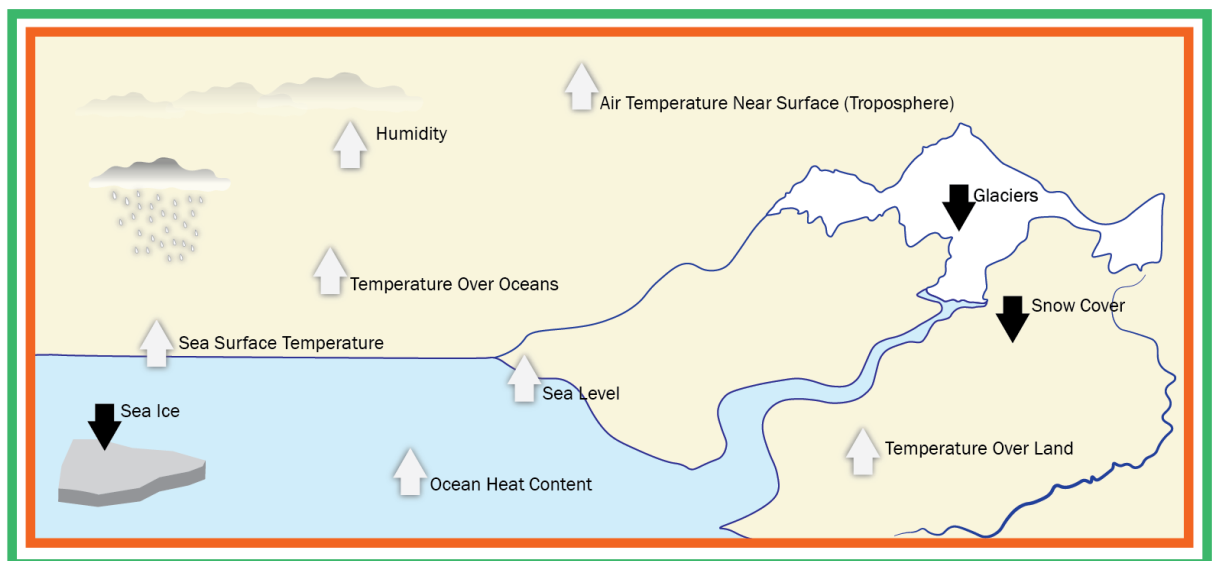 Air Temperature Near Surface (Troposphere)
Humidity
Glaciers
Temperature Over Oceans
Snow Cover
Sea Surface Temperature
Sea Level
Sea Ice
Temperature Over Land
Ocean Heat Content